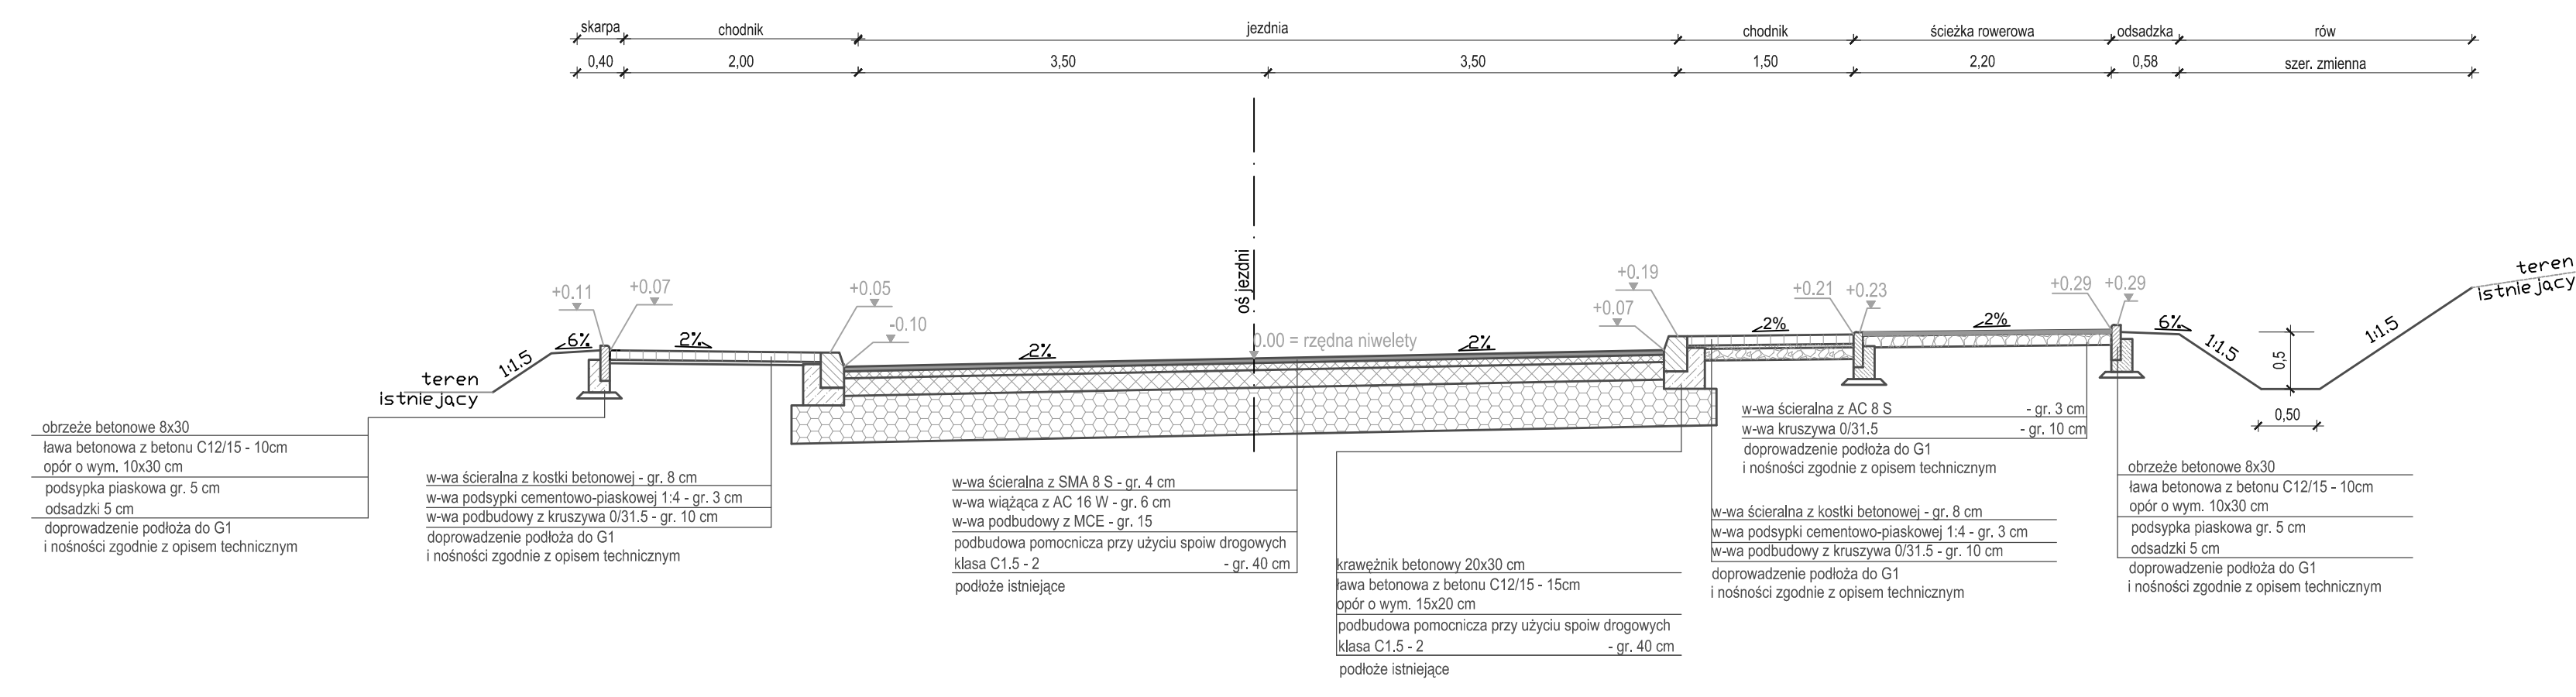 skarpa
chodnik
jezdnia
chodnik
ścieżka rowerowa
odsadzka
rów
0,40
2,00
3,50
3,50
1,50
2,20
0,58
szer. zmienna
oś jezdni
+0.11
+0.07
+0.05
-0.10
0.00 = rzędna niwelety
+0.19
+0.07
+0.21
+0.23
+0.29
+0.29
1:1.5
6%
2%
2%
2%
2%
2%
6%
1:1.5
1:1.5
0,5
0,50
teren
istniejący
teren
istniejący
obrzeże betonowe 8x30
ława betonowa z betonu C12/15 - 10cm
opór o wym. 10x30 cm
podsypka piaskowa gr. 5 cm
odsadzki 5 cm
doprowadzenie podłoża do G1
i nośności zgodnie z opisem technicznym
w-wa ścieralna z kostki betonowej - gr. 8 cm
w-wa podsypki cementowo-piaskowej 1:4 - gr. 3 cm
w-wa podbudowy z kruszywa 0/31.5 - gr. 10 cm
doprowadzenie podłoża do G1
i nośności zgodnie z opisem technicznym
w-wa ścieralna z SMA 8 S - gr. 4 cm
w-wa wiążąca z AC 16 W - gr. 6 cm
w-wa podbudowy z MCE - gr. 15
podbudowa pomocnicza przy użyciu spoiw drogowych
klasa C1.5 - 2 - gr. 40 cm
podłoże istniejące
krawężnik betonowy 20x30 cm
ława betonowa z betonu C12/15 - 15cm
opór o wym. 15x20 cm
podbudowa pomocnicza przy użyciu spoiw drogowych
klasa C1.5 - 2 - gr. 40 cm
podłoże istniejące
w-wa ścieralna z AC 8 S - gr. 3 cm
w-wa kruszywa 0/31.5 - gr. 10 cm
doprowadzenie podłoża do G1
i nośności zgodnie z opisem technicznym
w-wa ścieralna z kostki betonowej - gr. 8 cm
w-wa podsypki cementowo-piaskowej 1:4 - gr. 3 cm
w-wa podbudowy z kruszywa 0/31.5 - gr. 10 cm
doprowadzenie podłoża do G1
i nośności zgodnie z opisem technicznym
obrzeże betonowe 8x30
ława betonowa z betonu C12/15 - 10cm
opór o wym. 10x30 cm
podsypka piaskowa gr. 5 cm
odsadzki 5 cm
doprowadzenie podłoża do G1
i nośności zgodnie z opisem technicznym